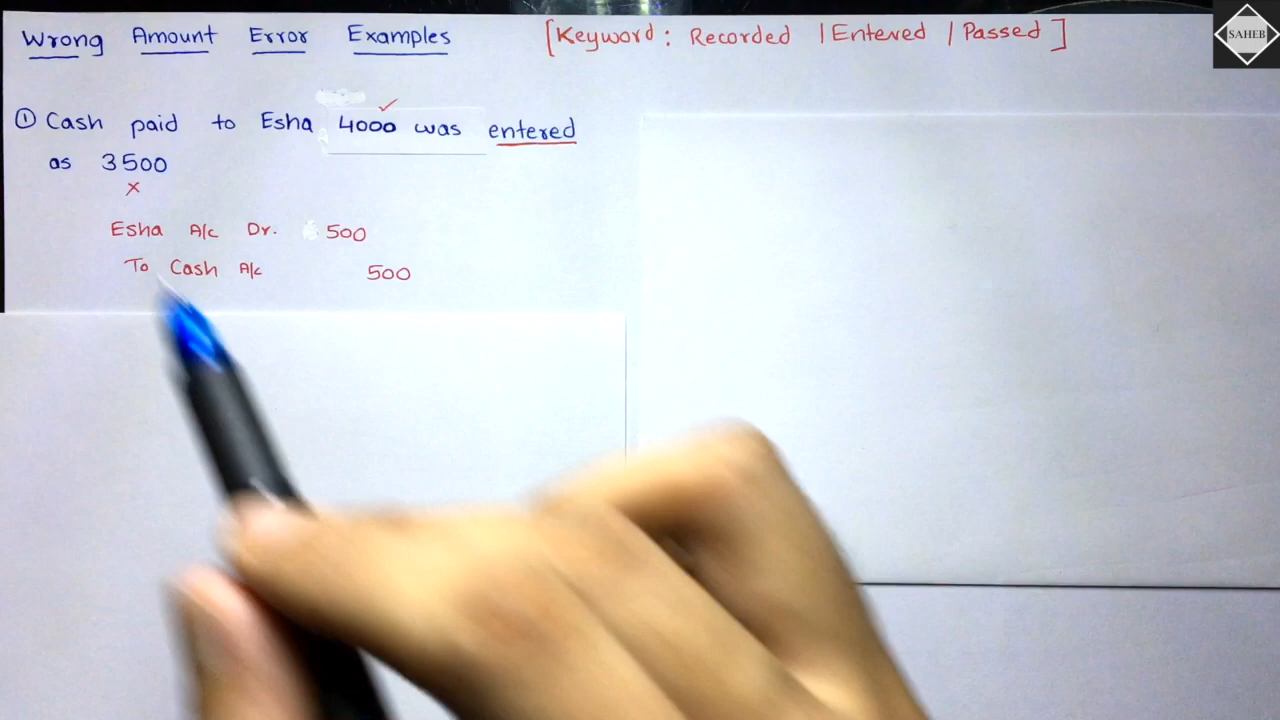 Wrong Amount Error Examples [Keyword: Recorded | Entered | Passed]
SAHEB
① Cash paid to Esha 4000 was entered
as 3500
Esha A/c Dr. 500
To Cash A/c 500